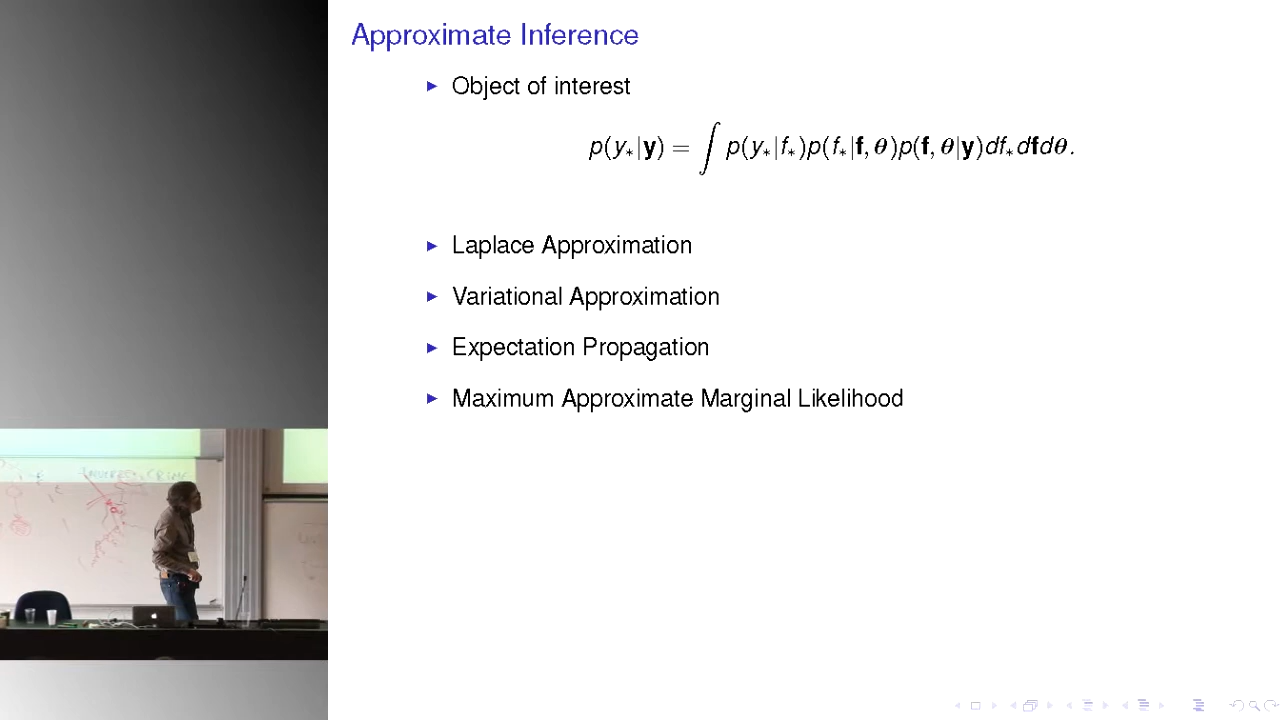 Approximate Inference
► Object of interest
p(y∗|y) = ∫ p(y∗|f∗)p(f∗|f, θ)p(f, θ|y)df∗dfdθ.
► Laplace Approximation
► Variational Approximation
► Expectation Propagation
► Maximum Approximate Marginal Likelihood